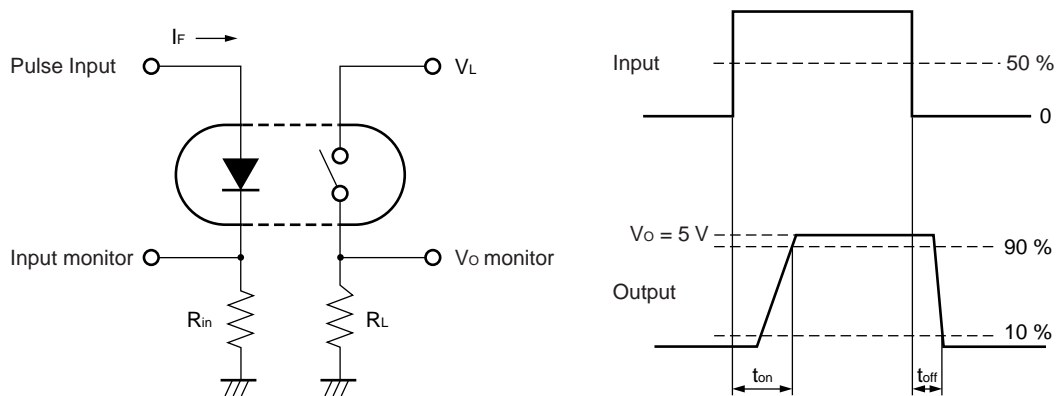 IF
Pulse Input
VL
Input monitor
VO monitor
Rin
RL
Input
50 %
0
VO = 5 V
90 %
Output
10 %
ton
toff